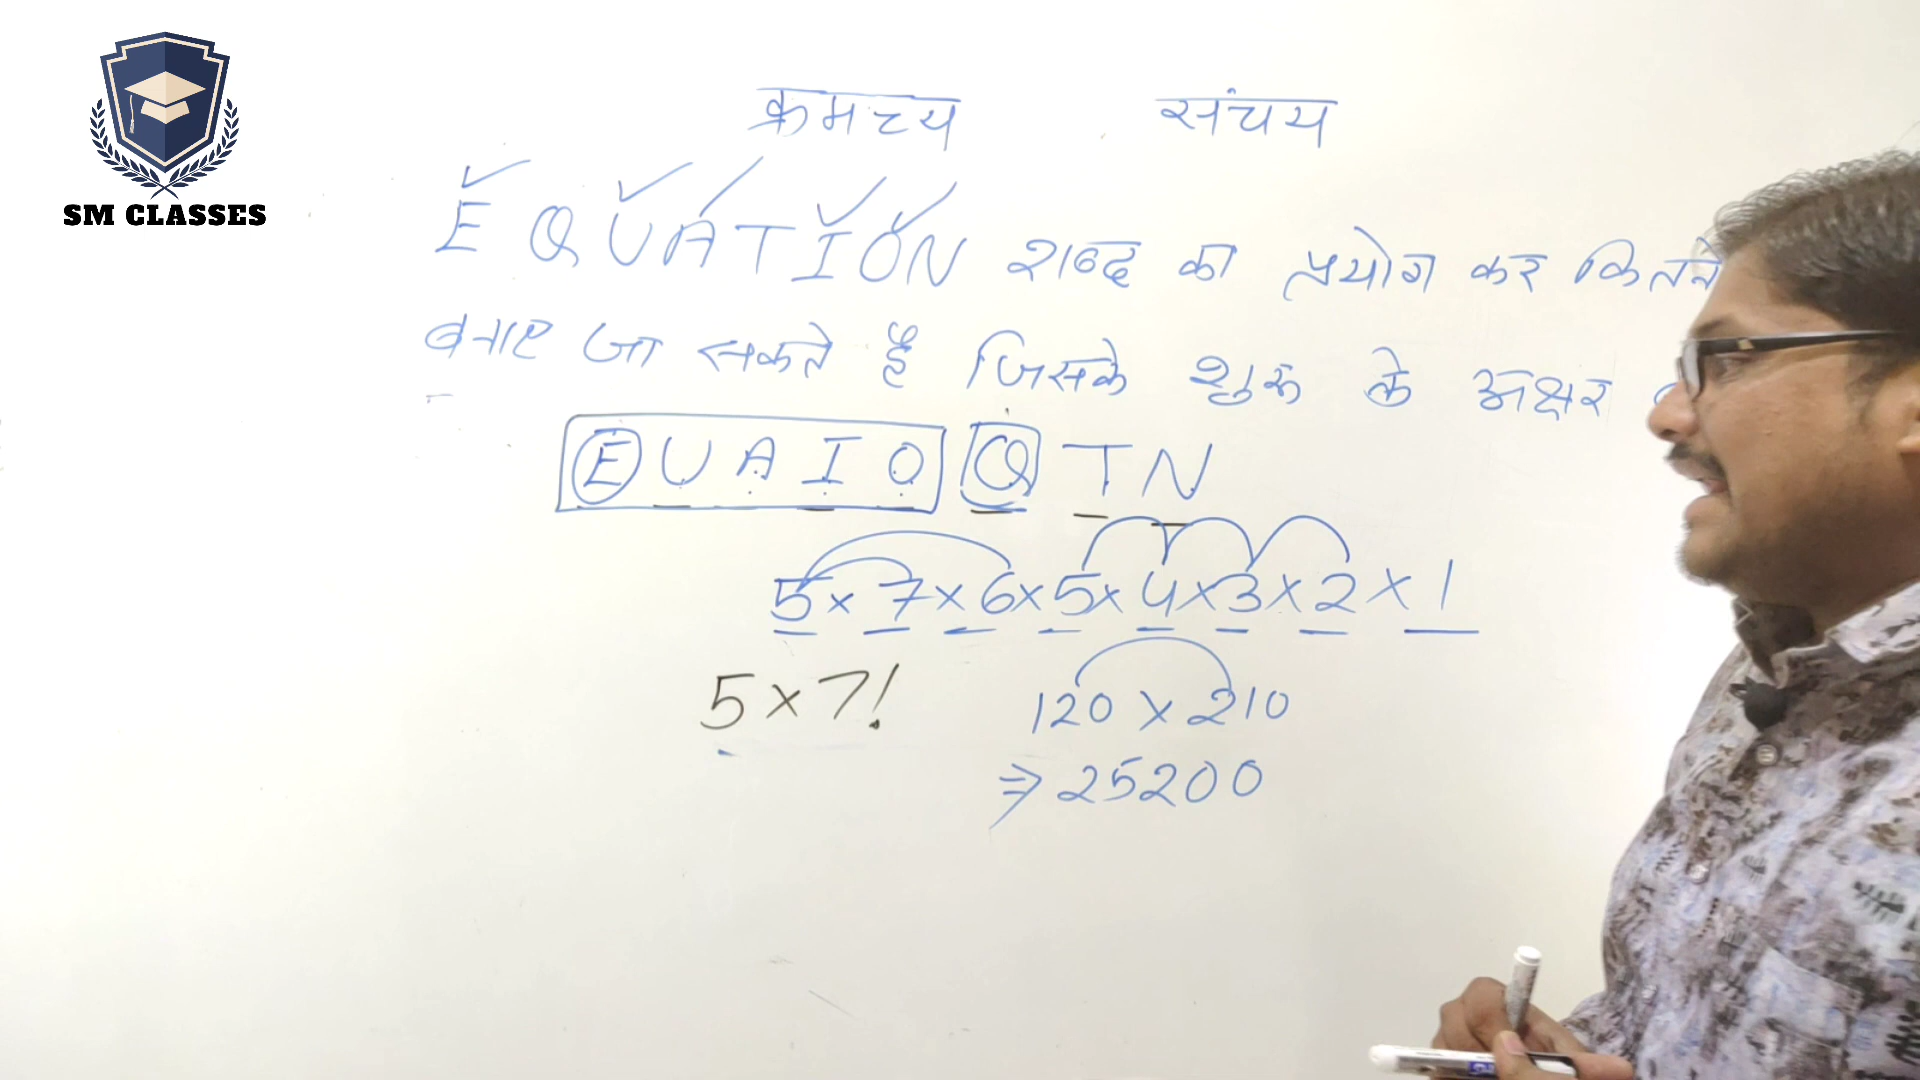 SM CLASSES
क्रमचय संचय
EQUATION शब्द का प्रयोग कर कितने
बनाए जा सकते है जिसके शुरू के अक्षर
E U A I O Q T N
5 × 7 × 6 × 5 × 4 × 3 × 2 × 1
5 × 7! 120 × 210
⇒ 25200